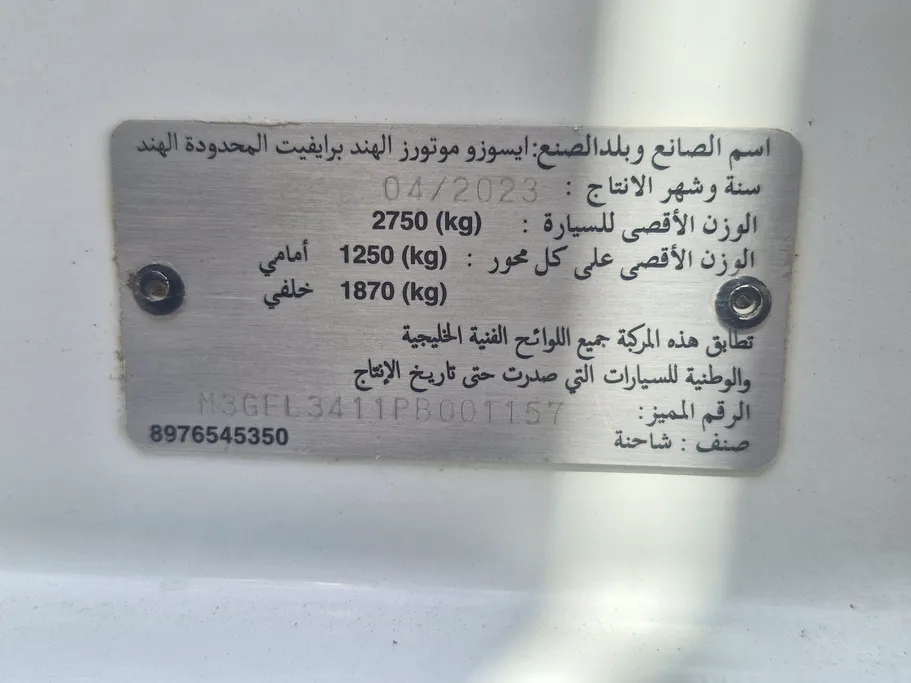 اسم الصانع وبلدالصنع: ايسوزو موتورز الهند برايفيت المحدودة الهند
سنة وشهر الانتاج : 04/2023
الوزن الأقصى للسيارة : 2750 (kg)
الوزن الأقصى على كل محور : 1250 (kg) أمامي
1870 (kg) خلفي
تطابق هذه المركبة جميع اللوائح الفنية الخليجية
والوطنية للسيارات التي صدرت حتى تاريخ الإنتاج
الرقم المميز: M3GFL3411PB001157
صنف : شاحنة 8976545350